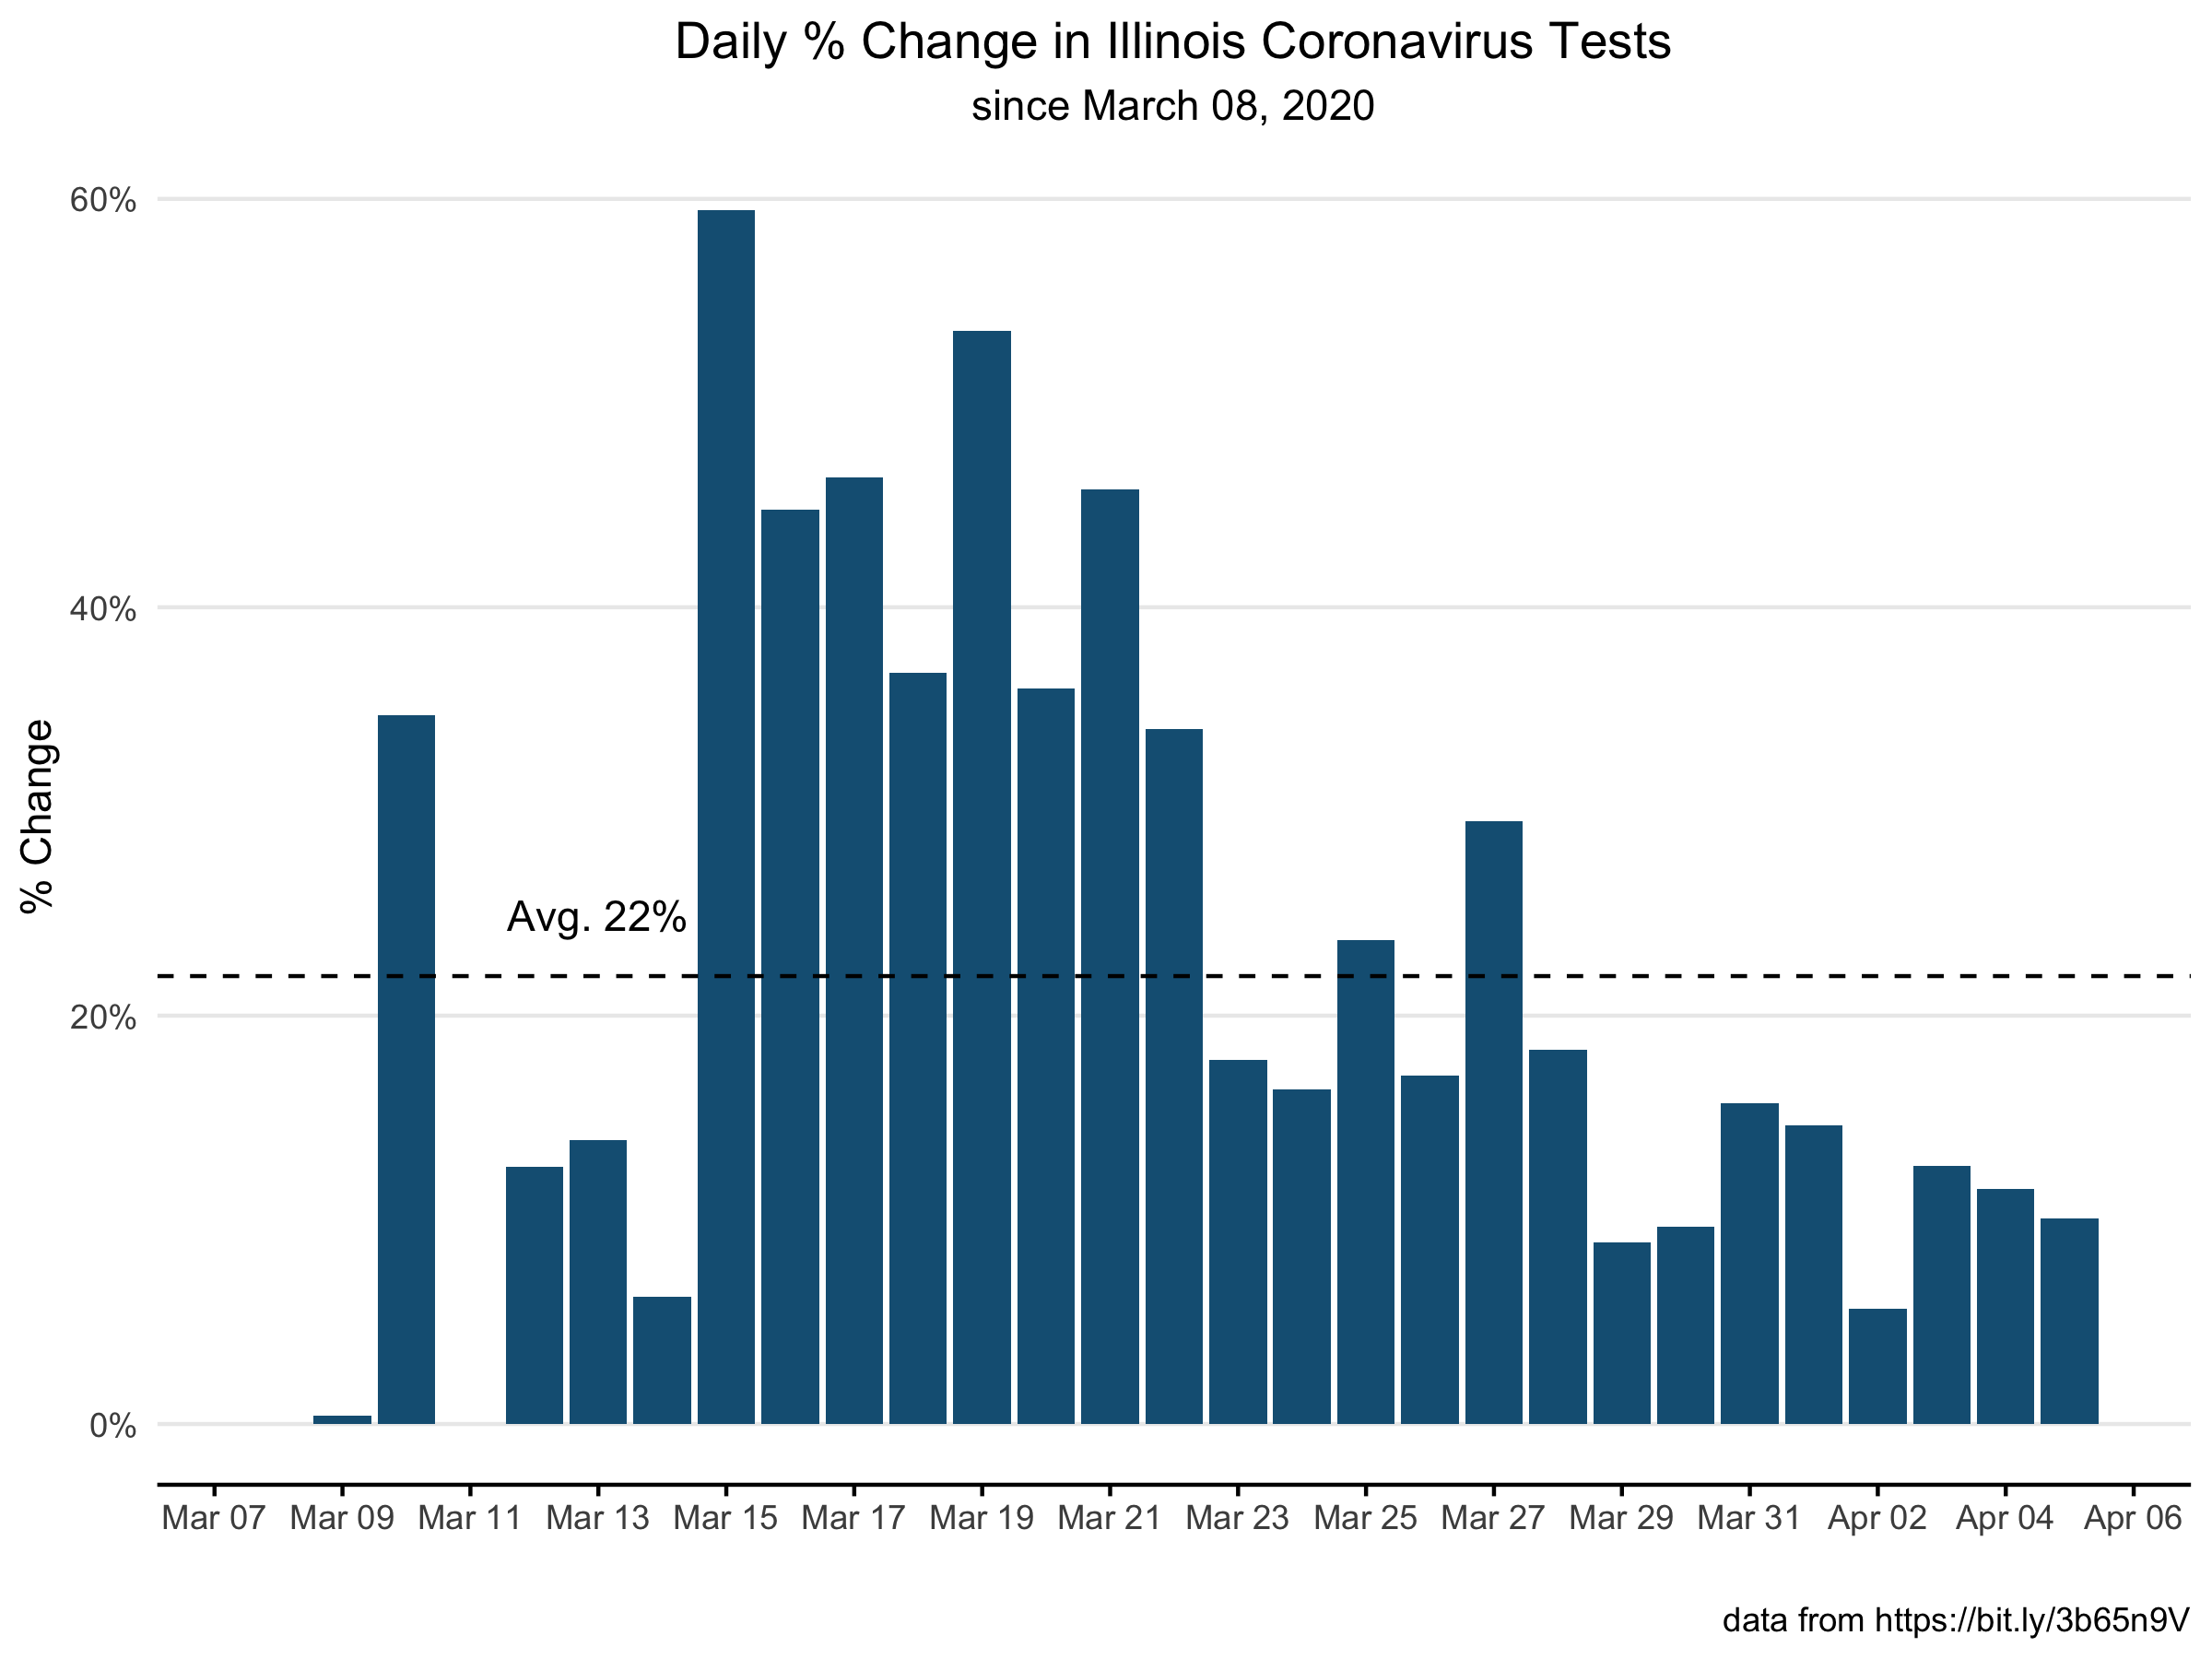 Daily % Change in Illinois Coronavirus Tests
since March 08, 2020
60%
40%
20%
0%
% Change
Avg. 22%
Mar 07 Mar 09 Mar 11 Mar 13 Mar 15 Mar 17 Mar 19 Mar 21 Mar 23 Mar 25 Mar 27 Mar 29 Mar 31 Apr 02 Apr 04 Apr 06
data from https://bit.ly/3b65n9V